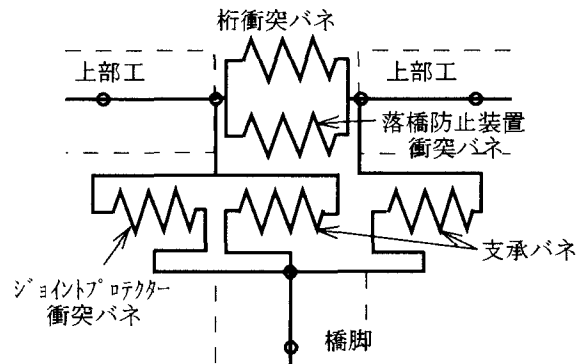 桁衝突バネ
上部工
上部工
落橋防止装置
衝突バネ
支承バネ
ジョイントプロテクター
衝突バネ
橋脚